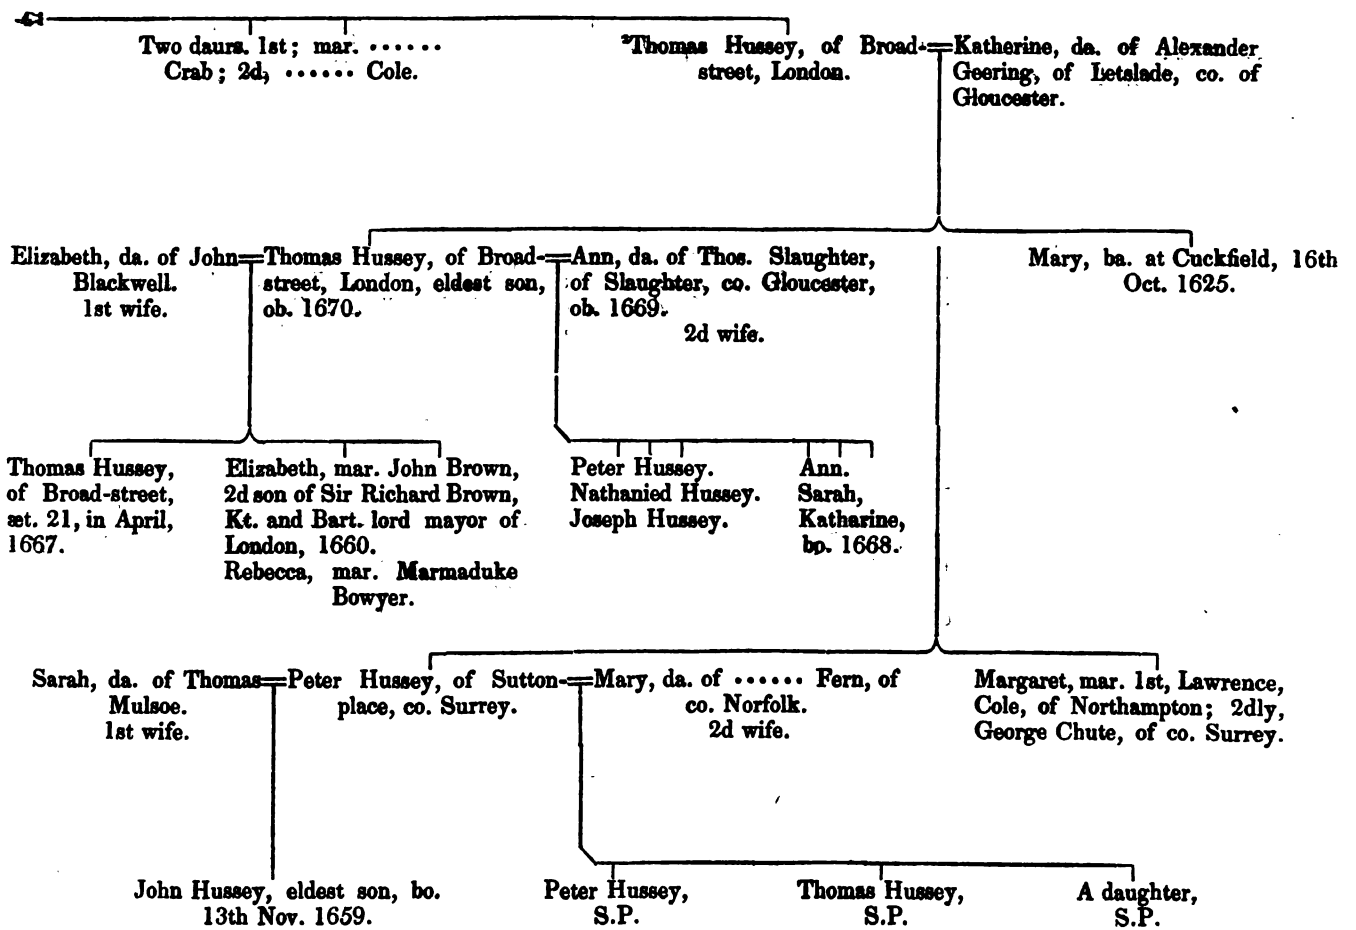 Two daurs. 1st; mar. ······
Crab; 2d, ······ Cole.
²Thomas Hussey, of Broad-
street, London.
Katherine, da. of Alexander
Geering, of Letslade, co. of
Gloucester.
Elizabeth, da. of John
Blackwell.
1st wife.
Thomas Hussey, of Broad-
street, London, eldest son,
ob. 1670.
Ann, da. of Thos. Slaughter,
of Slaughter, co. Gloucester,
ob. 1669.
2d wife.
Mary, ba. at Cuckfield, 16th
Oct. 1625.
Thomas Hussey,
of Broad-street,
æt. 21, in April,
1667.
Elizabeth, mar. John Brown,
2d son of Sir Richard Brown,
Kt. and Bart. lord mayor of
London, 1660.
Rebecca, mar. Marmaduke
Bowyer.
Peter Hussey.
Nathanied Hussey.
Joseph Hussey.
Ann.
Sarah,
Katharine,
bo. 1668.
Sarah, da. of Thomas
Mulsoe.
1st wife.
Peter Hussey, of Sutton-
place, co. Surrey.
Mary, da. of ······ Fern, of
co. Norfolk.
2d wife.
Margaret, mar. 1st, Lawrence,
Cole, of Northampton; 2dly,
George Chute, of co. Surrey.
John Hussey, eldest son, bo.
13th Nov. 1659.
Peter Hussey,
S.P.
Thomas Hussey,
S.P.
A daughter,
S.P.